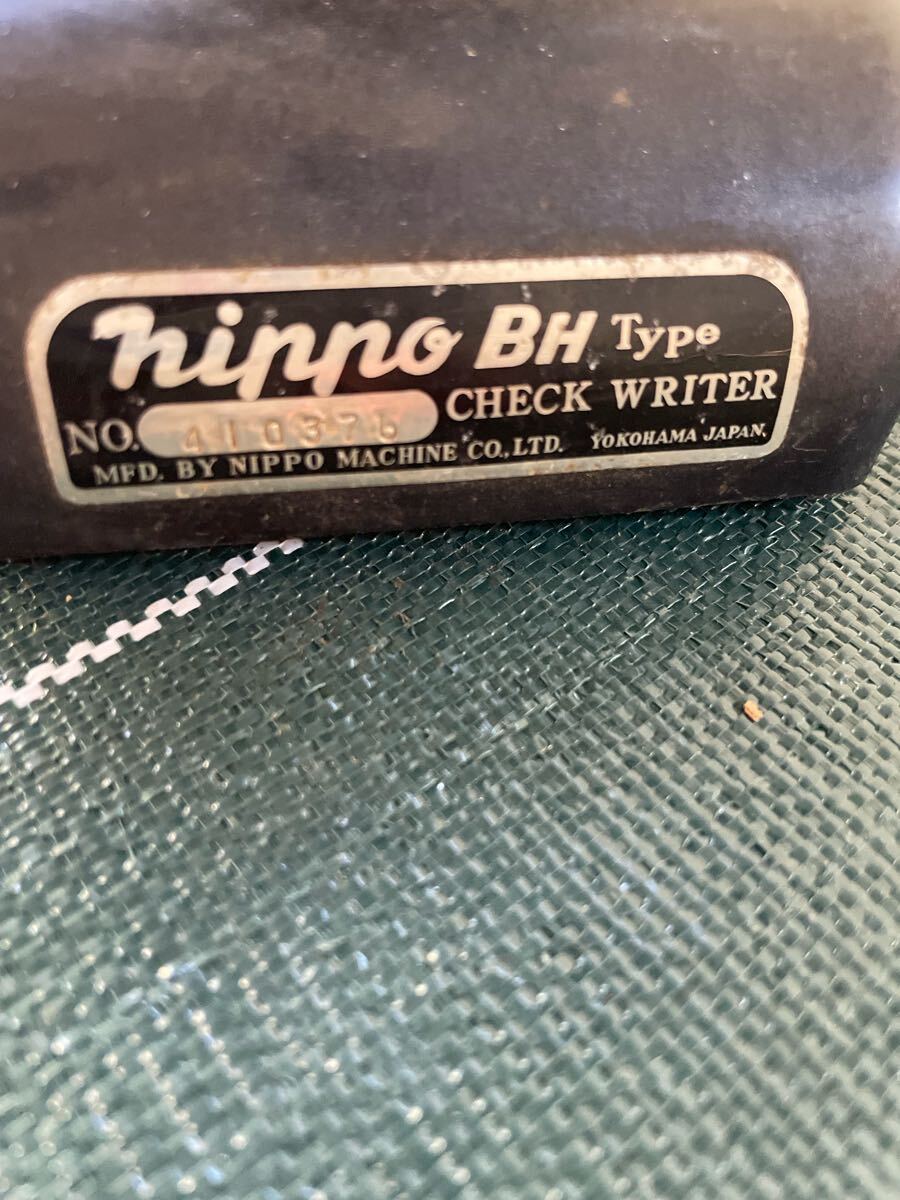 nippo BH Type
NO. 410376 CHECK WRITER
MFD. BY NIPPO MACHINE CO., LTD. YOKOHAMA JAPAN.